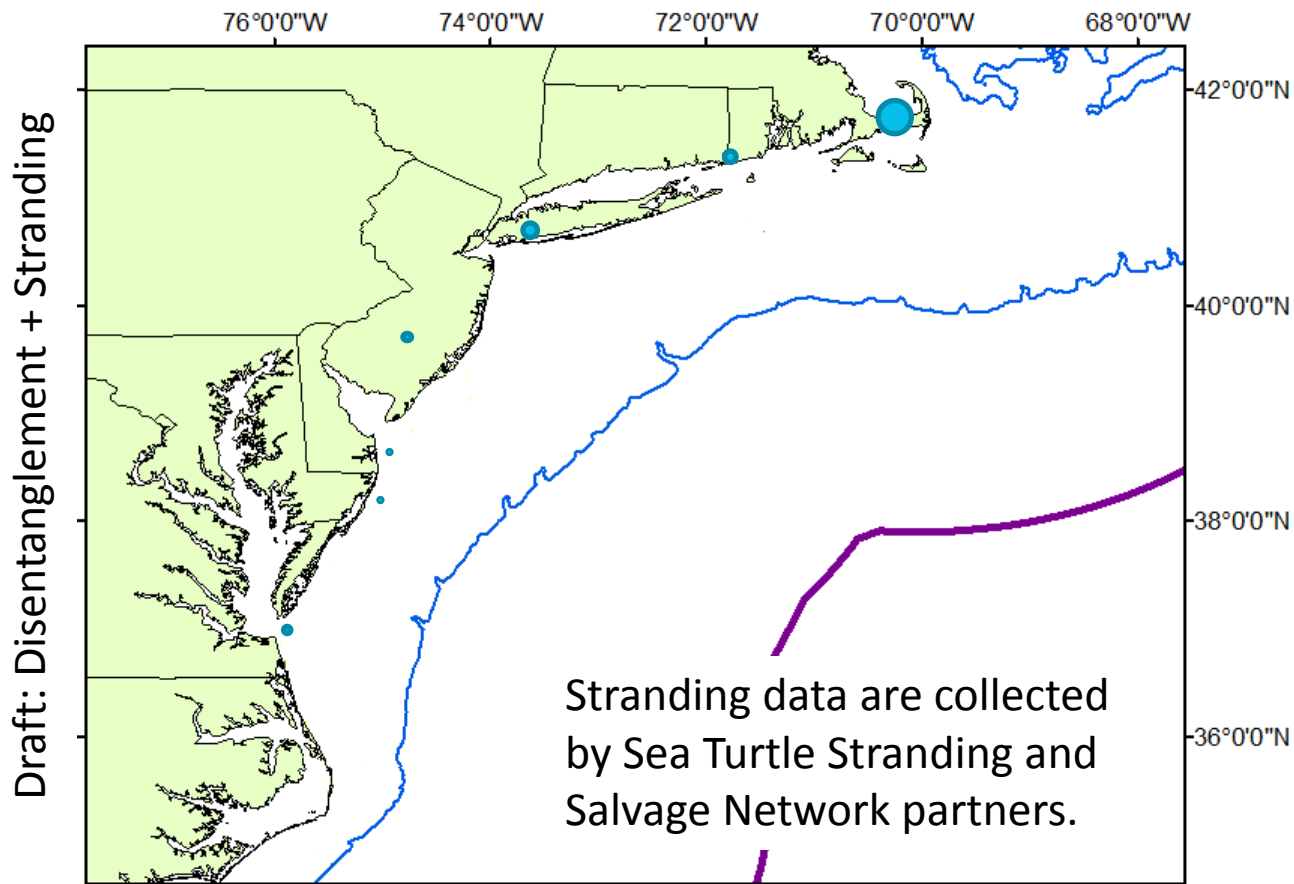 76°0'0"W 74°0'0"W 72°0'0"W 70°0'0"W 68°0'0"W
Draft: Disentanglement + Stranding
42°0'0"N
40°0'0"N
38°0'0"N
36°0'0"N
Stranding data are collected
by Sea Turtle Stranding and
Salvage Network partners.